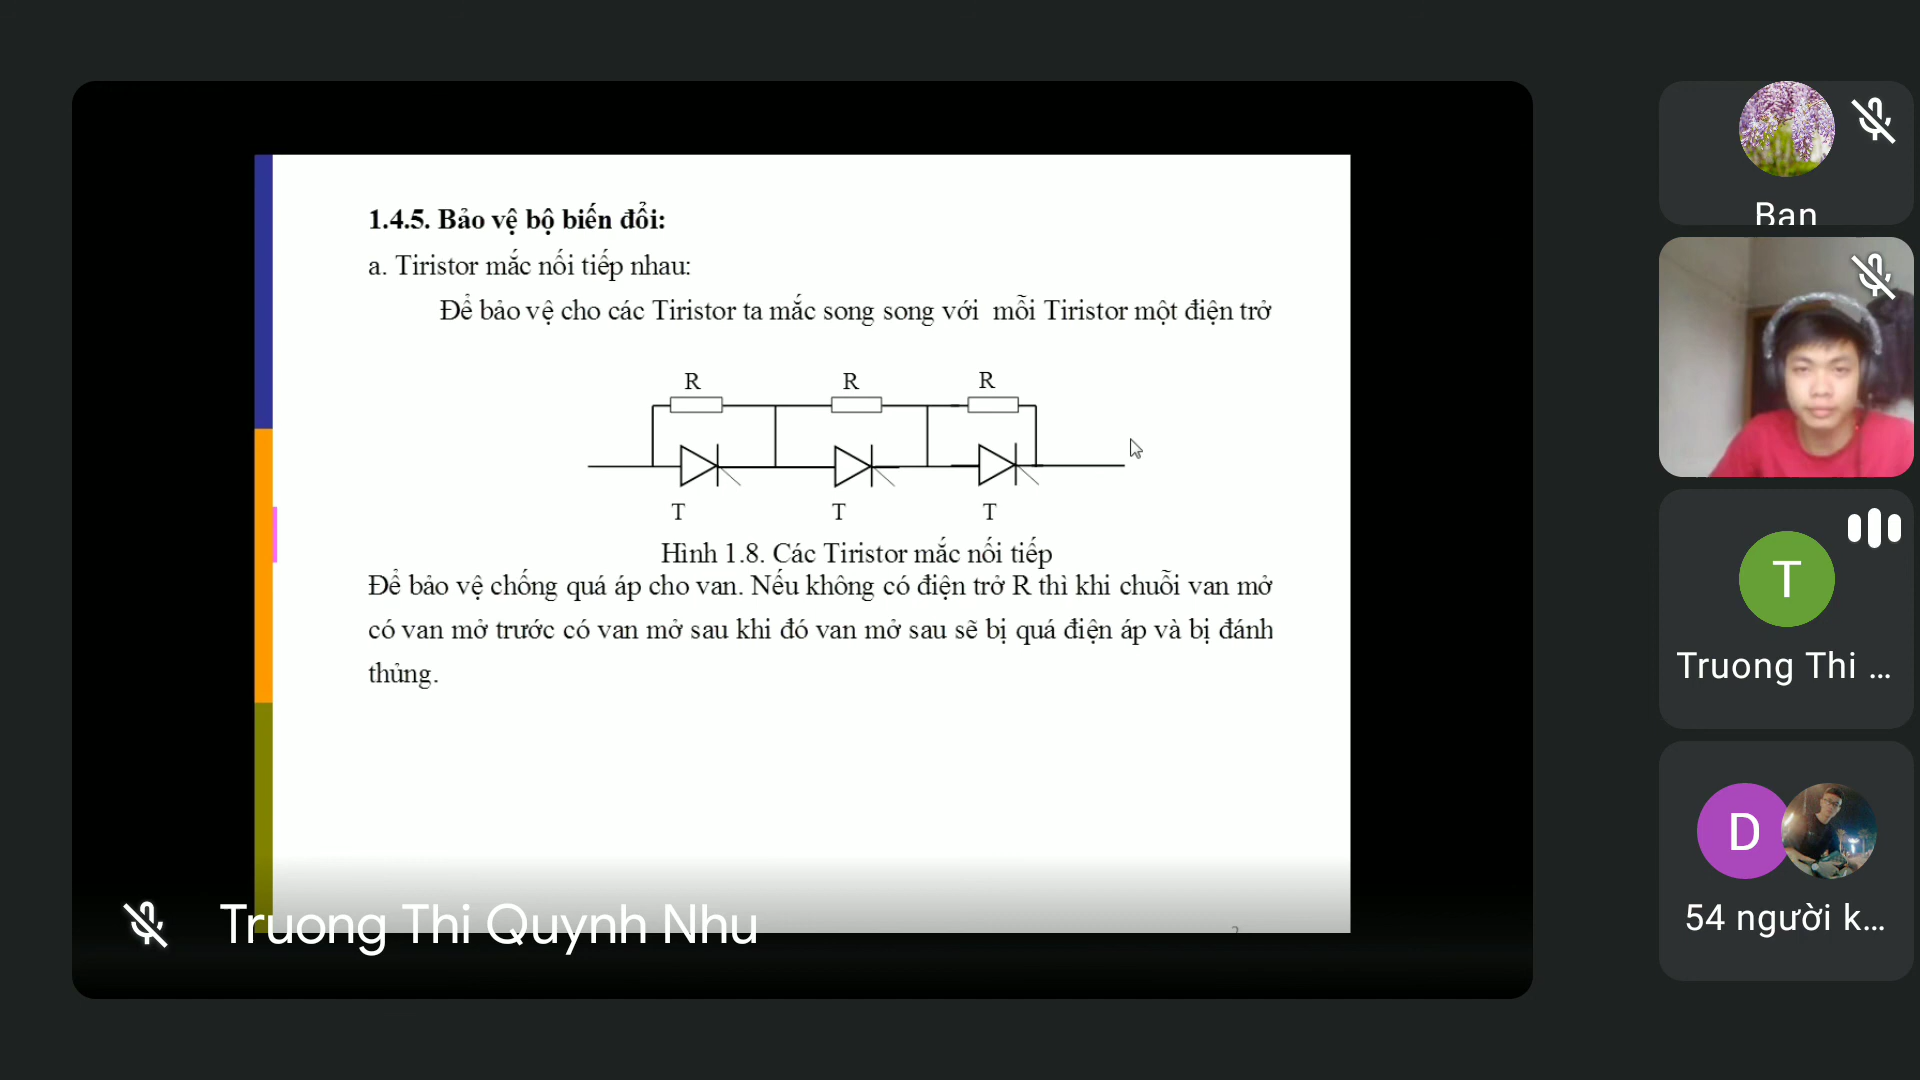 1.4.5. Bảo vệ bộ biến đổi:
a. Tiristor mắc nối tiếp nhau:
Để bảo vệ cho các Tiristor ta mắc song song với mỗi Tiristor một điện trở
R R R
T T T
Hình 1.8. Các Tiristor mắc nối tiếp
Để bảo vệ chống quá áp cho van. Nếu không có điện trở R thì khi chuỗi van mở
có van mở trước có van mở sau khi đó van mở sau sẽ bị quá điện áp và bị đánh
thủng.
Truong Thi Quynh Nhu
Bạn
T
Truong Thi ...
D
54 người k...